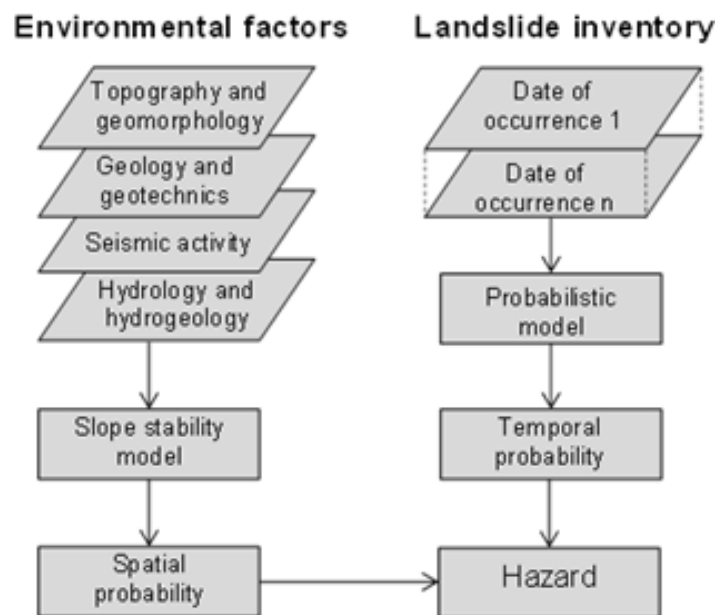 Environmental factors
Topography and
geomorphology
Geology and
geotechnics
Seismic activity
Hydrology and
hydrogeology
Slope stability
model
Spatial
probability
Landslide inventory
Date of
occurrence 1
Date of
occurrence n
Probabilistic
model
Temporal
probability
Hazard